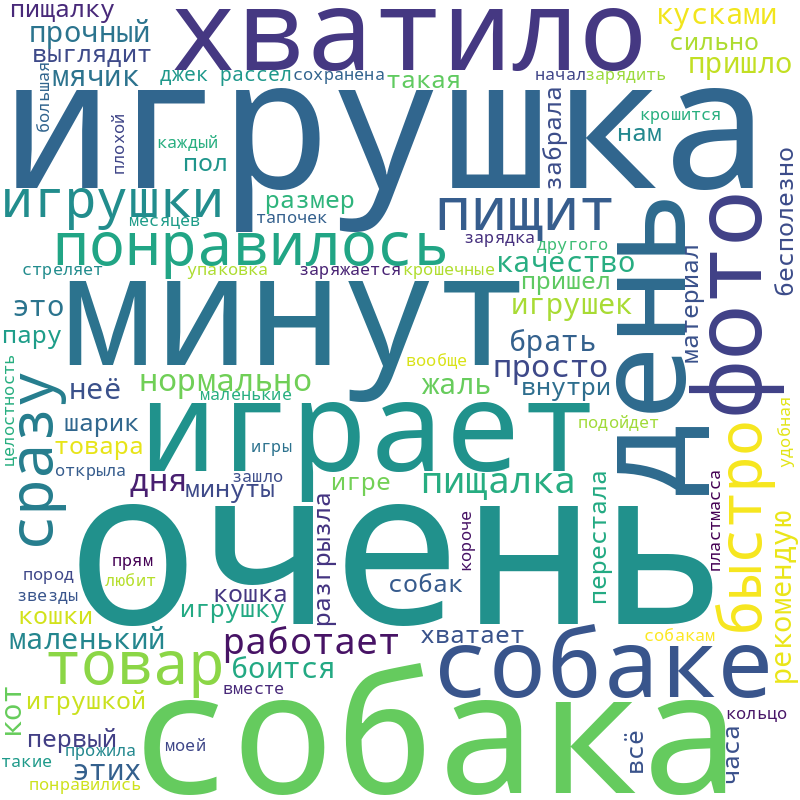 пищалку
хватило
кусками
прочный
сильно
выглядит
пришло
мячик
джек рассел
сохранена
такая
начал
зарядить
большая
игрушка
плохой
каждый
пол
забрала
крошится
нам
бесполезно
игрушки
месяцев
размер
тапочек
пищит
день
фото
понравилось
зарядка
другого
качество
стреляет
упаковка
заряжается
крошечные
пришел
материал
это
минут
игрушек
пару
брать
вообще
просто
целостность
сразу
неё
нормально
маленькие
жаль
внутри
шарик
играет
подойдет
удобная
товара
игры
быстро
открыла
дня
минуты
зашло
игре
пищалка
пластмасса
очень
разгрызла
короче
перестала
рекомендую
прям
пород
любит
собак
звезды
кошка
кошки
игрушку
маленький
работает
хватает
собаке
собакам
товар
боится
кот
игрушкой
вместе
собака
кольцо
первый
моей
всё
часа
такие
прожила
этих
понравились